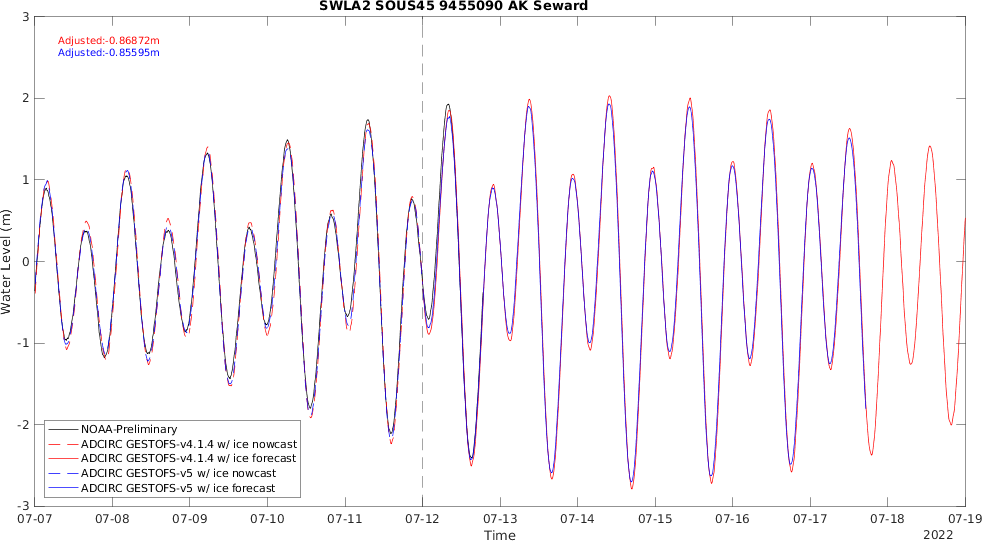 SWLA2 SOUS45 9455090 AK Seward
3
Adjusted:-0.86872m
Adjusted:-0.85595m
2
1
0
-1
-2
-3
Water Level (m)
NOAA-Preliminary
ADCIRC GESTOFS-v4.1.4 w/ ice nowcast
ADCIRC GESTOFS-v4.1.4 w/ ice forecast
ADCIRC GESTOFS-v5 w/ ice nowcast
ADCIRC GESTOFS-v5 w/ ice forecast
07-07 07-08 07-09 07-10 07-11 07-12 07-13 07-14 07-15 07-16 07-17 07-18 07-19
Time
2022